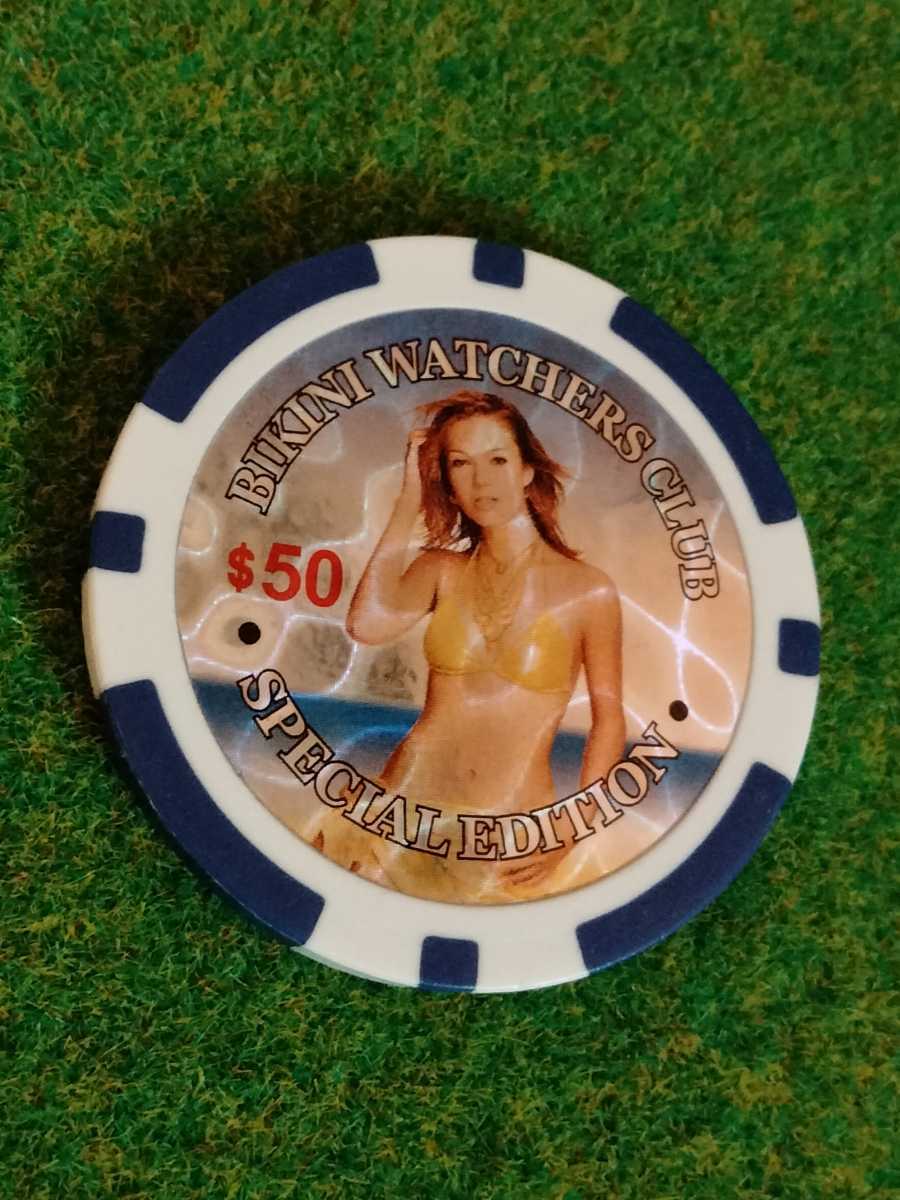 BIKINI WATCHERS CLUB
$50
SPECIAL EDITION